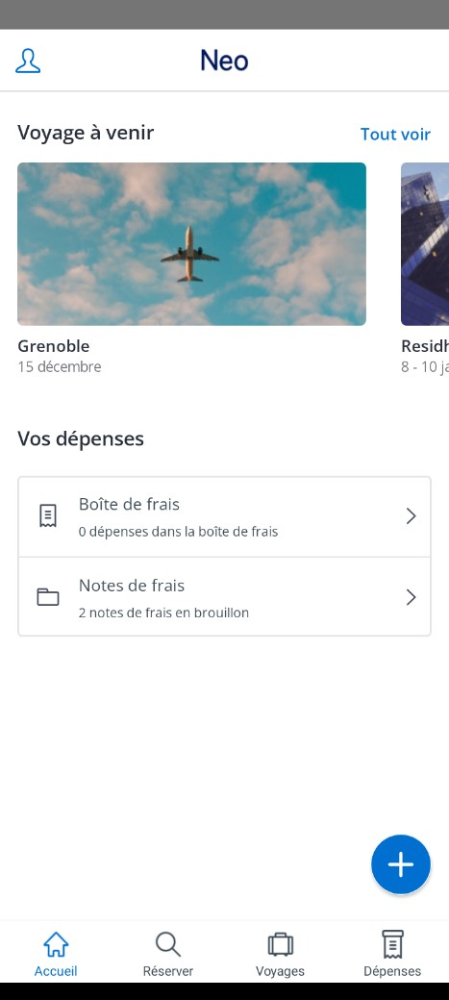 Neo
Voyage à venir
Tout voir
Grenoble
15 décembre
Resid
8 - 10 ja
Vos dépenses
Boîte de frais
0 dépenses dans la boîte de frais
Notes de frais
2 notes de frais en brouillon
Accueil
Réserver
Voyages
Dépenses